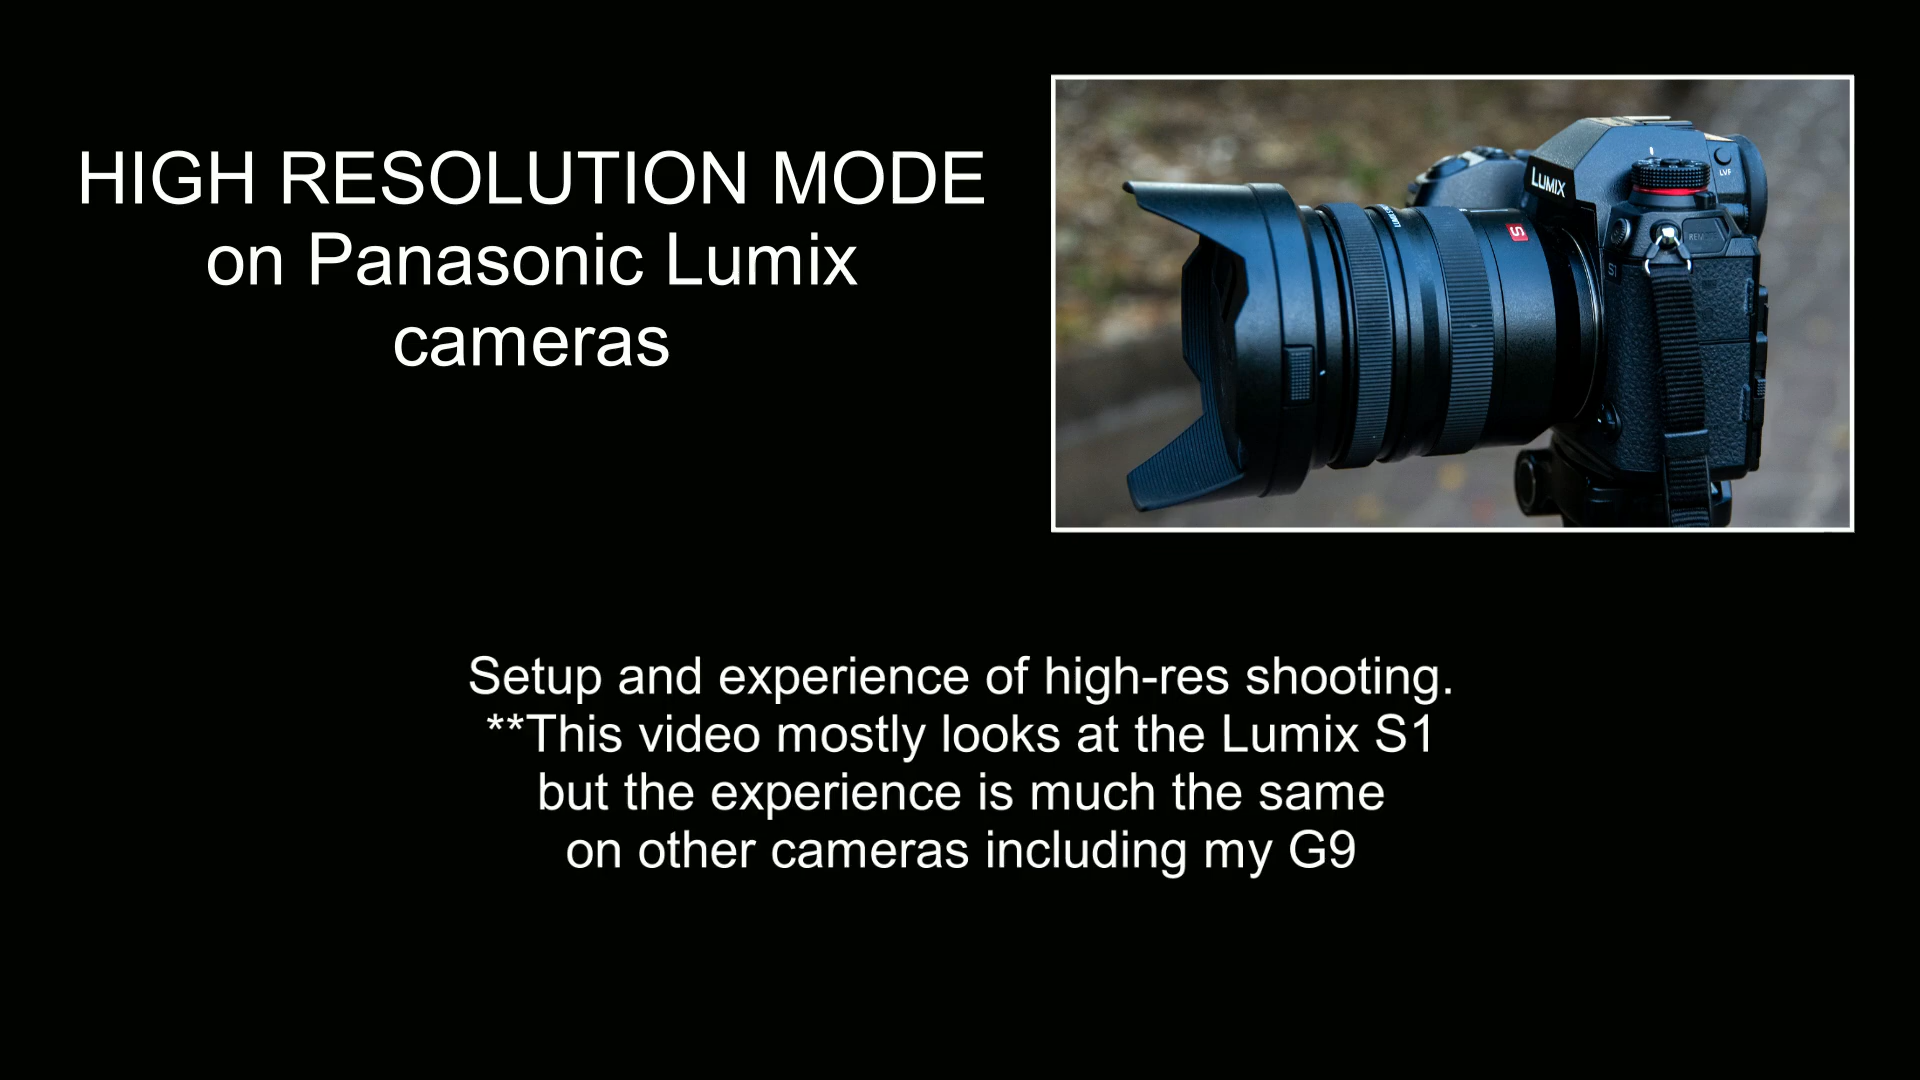 HIGH RESOLUTION MODE
on Panasonic Lumix
cameras
LUMIX
LVF
S
S1
Setup and experience of high-res shooting.
**This video mostly looks at the Lumix S1
but the experience is much the same
on other cameras including my G9